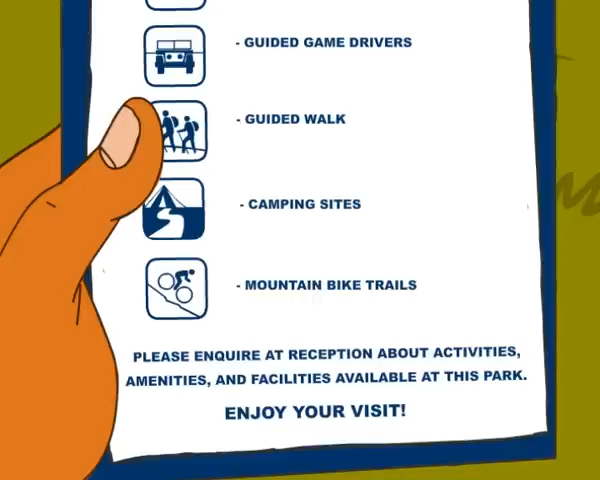 - GUIDED GAME DRIVERS
- GUIDED WALK
- CAMPING SITES
- MOUNTAIN BIKE TRAILS
PLEASE ENQUIRE AT RECEPTION ABOUT ACTIVITIES,
AMENITIES, AND FACILITIES AVAILABLE AT THIS PARK.
ENJOY YOUR VISIT!